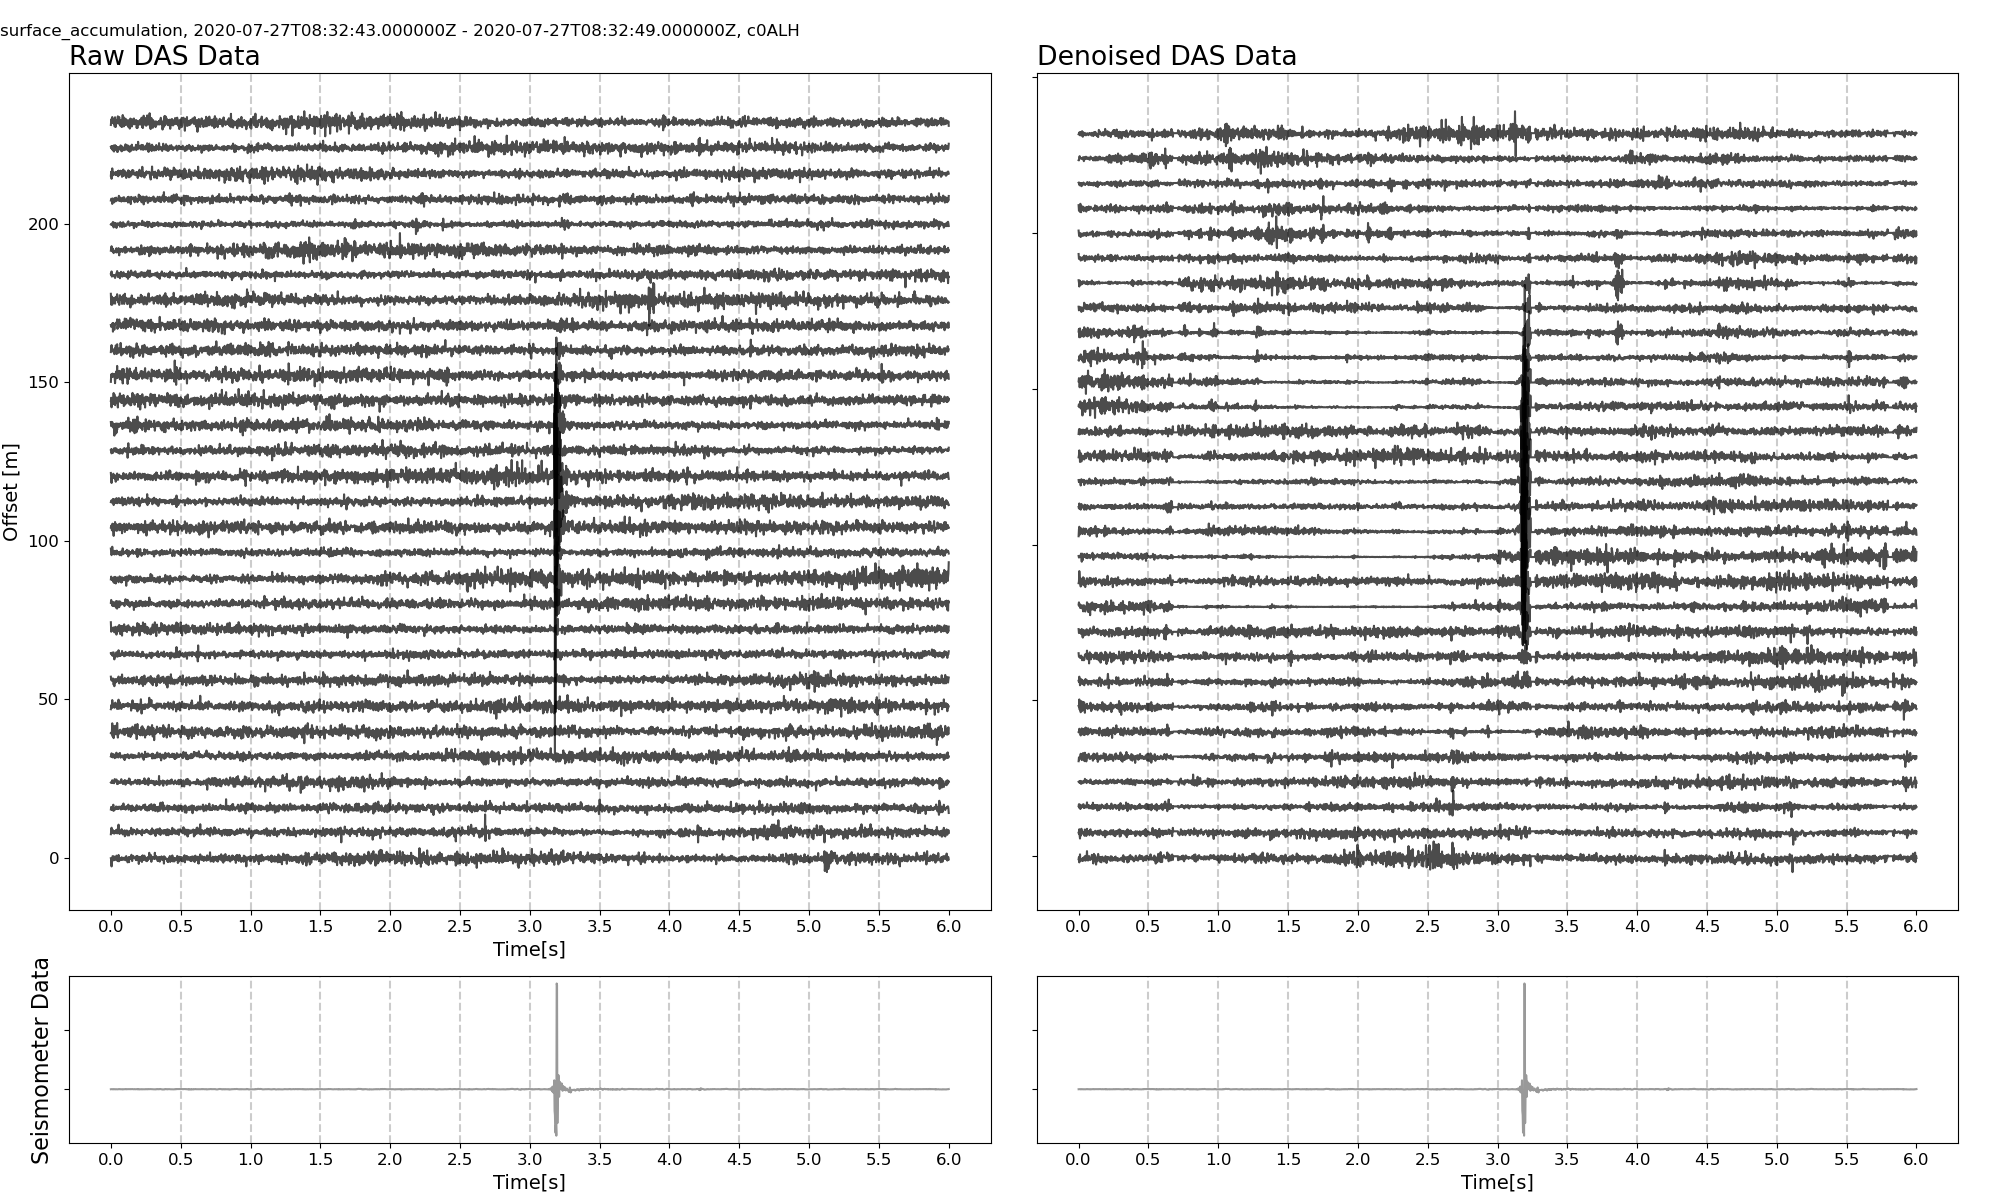 surface_accumulation, 2020-07-27T08:32:43.000000Z - 2020-07-27T08:32:49.000000Z, c0ALH
Raw DAS Data
Denoised DAS Data
Offset [m]
200
150
100
50
0
0.0 0.5 1.0 1.5 2.0 2.5 3.0 3.5 4.0 4.5 5.0 5.5 6.0
Time[s]
0.0 0.5 1.0 1.5 2.0 2.5 3.0 3.5 4.0 4.5 5.0 5.5 6.0
Seismometer Data
0.0 0.5 1.0 1.5 2.0 2.5 3.0 3.5 4.0 4.5 5.0 5.5 6.0
Time[s]
0.0 0.5 1.0 1.5 2.0 2.5 3.0 3.5 4.0 4.5 5.0 5.5 6.0
Time[s]